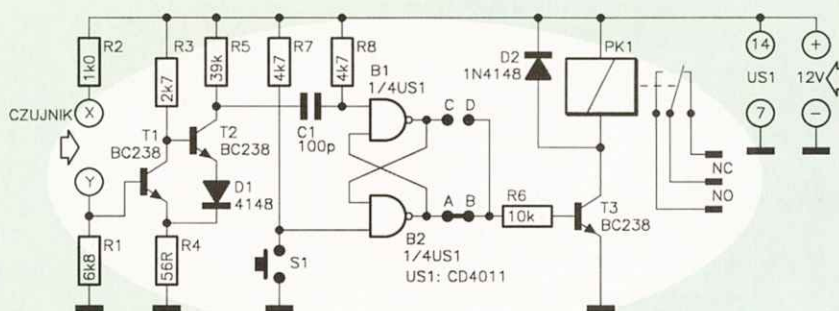 R2
1k0
R3
2k7
R5
39k
R7
4k7
R8
4k7
B1
1/4US1
D2
1N4148
PK1
14
US1
7
+
12V
−
CZUJNIK
X
Y
T1
BC238
T2
BC238
C1
100p
C D
D1
4148
A B
R6
10k
T3
BC238
NC
NO
R1
6k8
R4
56R
S1
B2
1/4US1
US1: CD4011